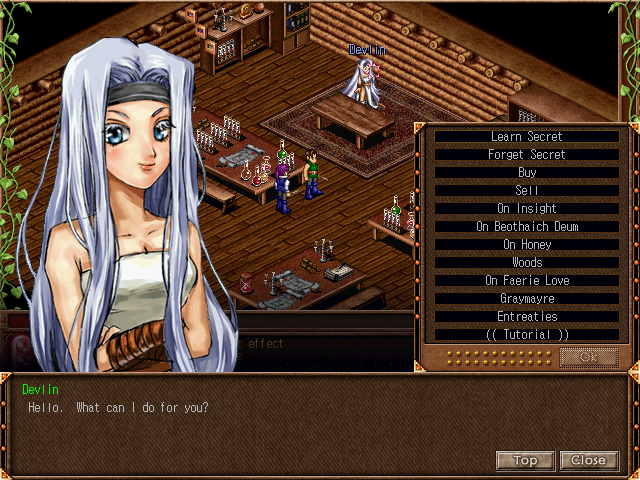 Devlin
Learn Secret
Forget Secret
Buy
Sell
On Insight
On Beothaich Deum
On Honey
Woods
On Faerie Love
Graymayre
Entreaties
(( Tutorial ))
Ok
effect
Devlin
Hello. What can I do for you?
Top
Close